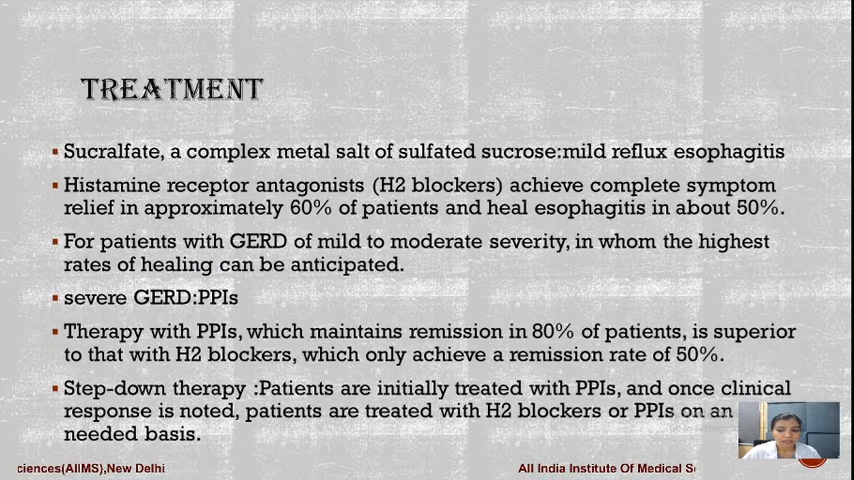 TREATMENT
Sucralfate, a complex metal salt of sulfated sucrose:mild reflux esophagitis
Histamine receptor antagonists (H2 blockers) achieve complete symptom
relief in approximately 60% of patients and heal esophagitis in about 50%.
For patients with GERD of mild to moderate severity, in whom the highest
rates of healing can be anticipated.
severe GERD:PPIs
Therapy with PPIs, which maintains remission in 80% of patients, is superior
to that with H2 blockers, which only achieve a remission rate of 50%.
Step-down therapy :Patients are initially treated with PPIs, and once clinical
response is noted, patients are treated with H2 blockers or PPIs on an
needed basis.
ciences(AIIMS),New Delhi
All India Institute Of Medical Sc